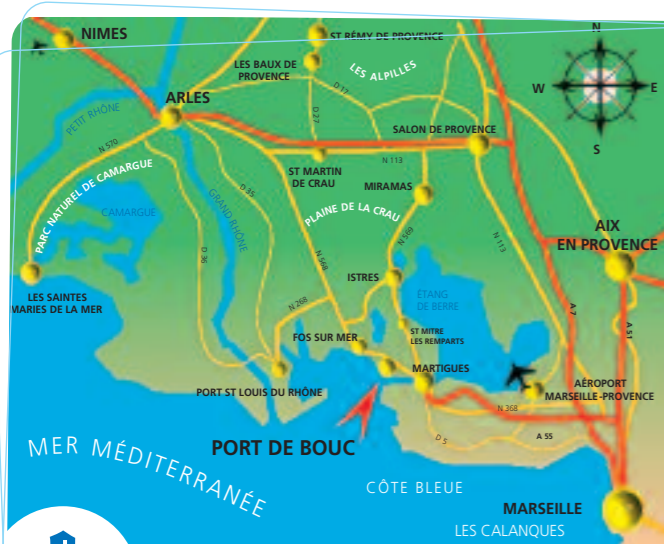 NIMES
ST RÉMY DE PROVENCE
N
LES BAUX DE
PROVENCE
LES ALPILLES
W
E
S
ARLES
D 17
D 27
PETIT RHÔNE
SALON DE PROVENCE
N 570
N 113
ST MARTIN
DE CRAU
MIRAMAS
PARC NATUREL DE CAMARGUE
CAMARGUE
D 35
GRAND RHÔNE
PLAINE DE LA CRAU
AIX
EN PROVENCE
N 569
N 113
D 36
N 568
ISTRES
ÉTANG
DE BERRE
LES SAINTES
MARIES DE LA MER
N 268
A 7
A 51
FOS SUR MER
ST MITRE
LES REMPARTS
MARTIGUES
PORT ST LOUIS DU RHÔNE
AÉROPORT
MARSEILLE-PROVENCE
N 368
D 5
A 55
PORT DE BOUC
MER MÉDITERRANÉE
CÔTE BLEUE
MARSEILLE
LES CALANQUES